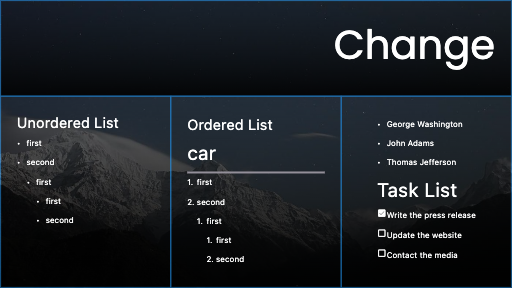 Change
Unordered List
• first
• second
• first
• first
• second
Ordered List
car
1. first
2. second
1. first
1. first
2. second
• George Washington
• John Adams
• Thomas Jefferson
Task List
☑Write the press release
☐Update the website
☐Contact the media